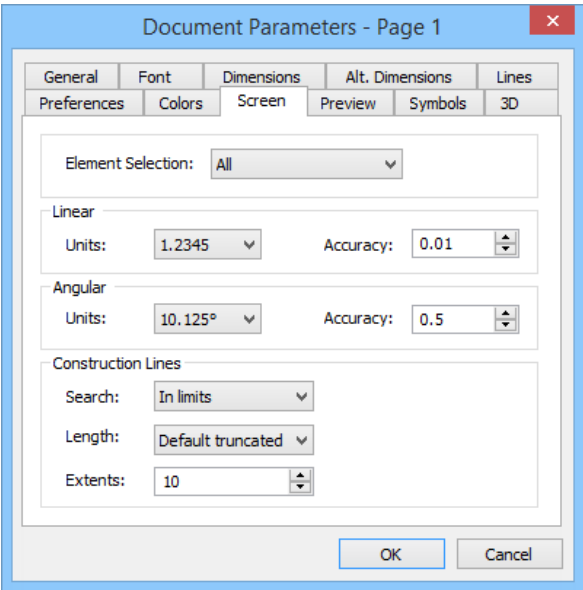 Document Parameters - Page 1
×
General Font Dimensions Alt. Dimensions Lines
Preferences Colors Screen Preview Symbols 3D
Element Selection: All
Linear
Units: 1.2345 Accuracy: 0.01
Angular
Units: 10.125° Accuracy: 0.5
Construction Lines
Search: In limits
Length: Default truncated
Extents: 10
OK Cancel